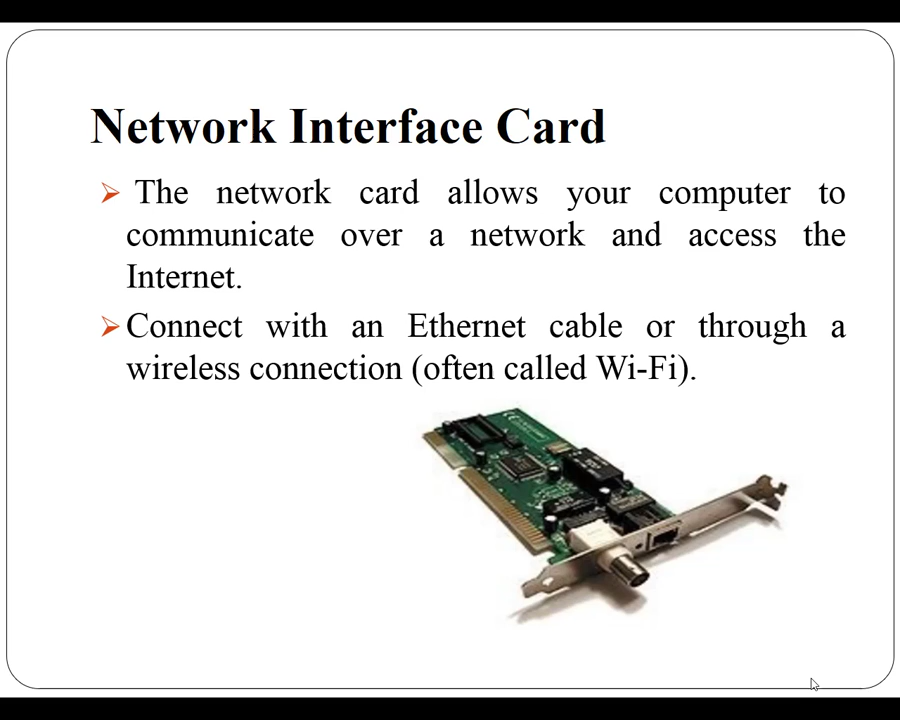 Network Interface Card
➢ The network card allows your computer to
communicate over a network and access the
Internet.
➢Connect with an Ethernet cable or through a
wireless connection (often called Wi-Fi).